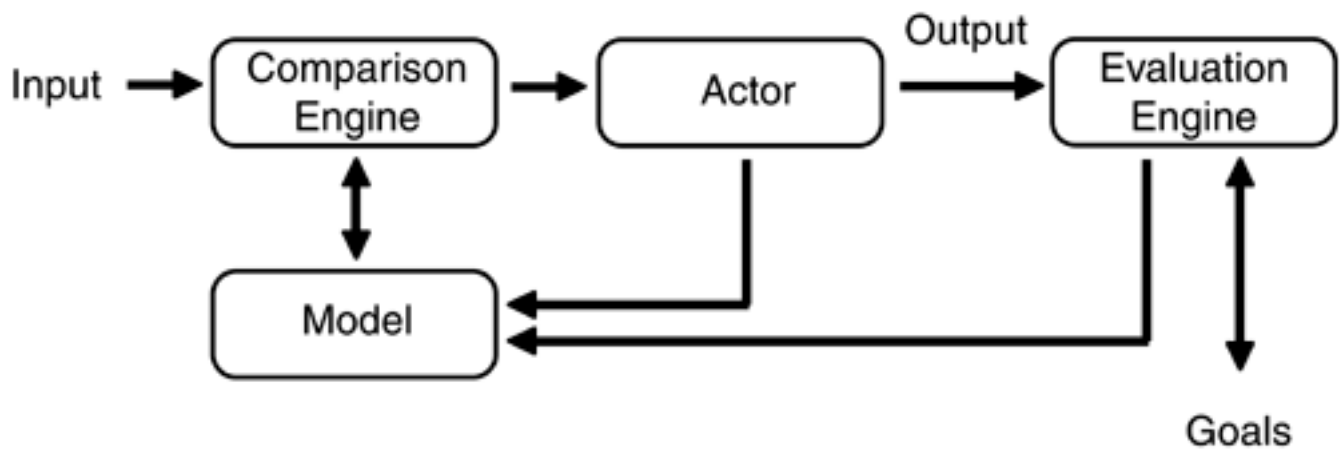 Input
Comparison
Engine
Actor
Output
Evaluation
Engine
Model
Goals